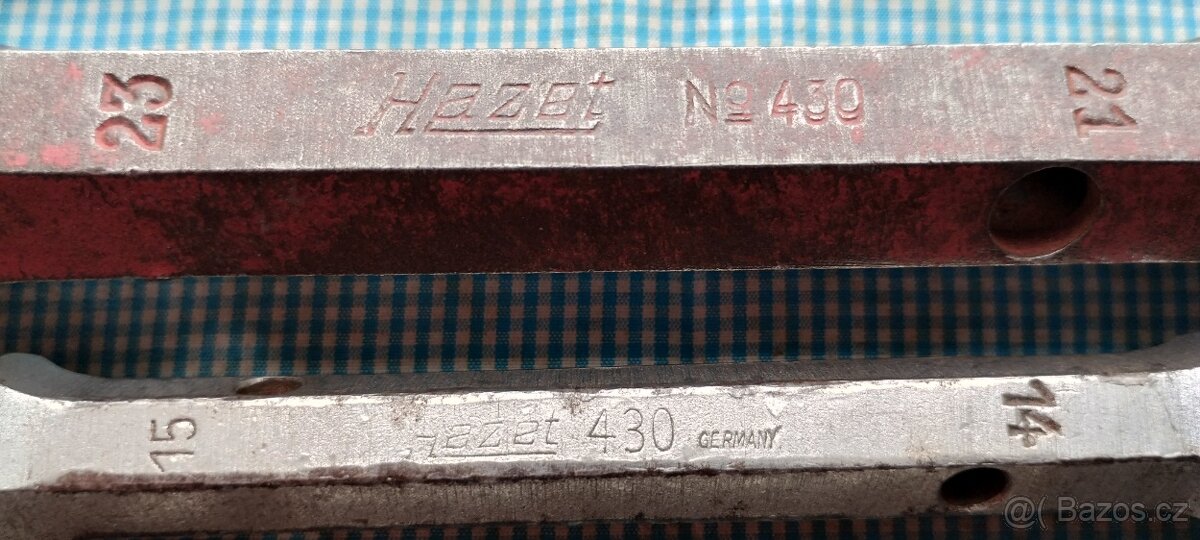 23 Hazet No 430 21
15 Hazet 430 GERMANY 14
@( Bazos.cz